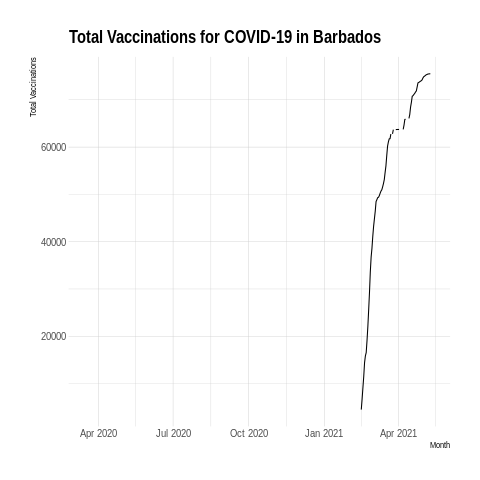 Total Vaccinations for COVID-19 in Barbados
Total Vaccinations
60000
40000
20000
Apr 2020 Jul 2020 Oct 2020 Jan 2021 Apr 2021
Month